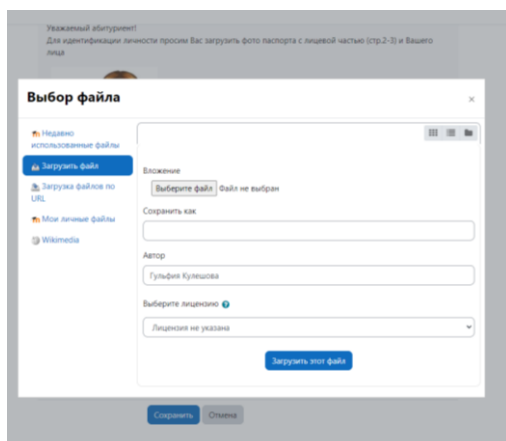 Уважаемый абитуриент!
Для идентификации личности просим Вас загрузить фото паспорта с лицевой частью (стр.2-3) и Вашего
лица
Выбор файла
×
Недавно
использованные файлы
Загрузить файл
Загрузка файлов по
URL
Мои личные файлы
Wikimedia
Вложение
Выберите файл Файл не выбран
Сохранить как
Автор
Гульфия Кулешова
Выберите лицензию
Лицензия не указана
Загрузить этот файл
Сохранить Отмена